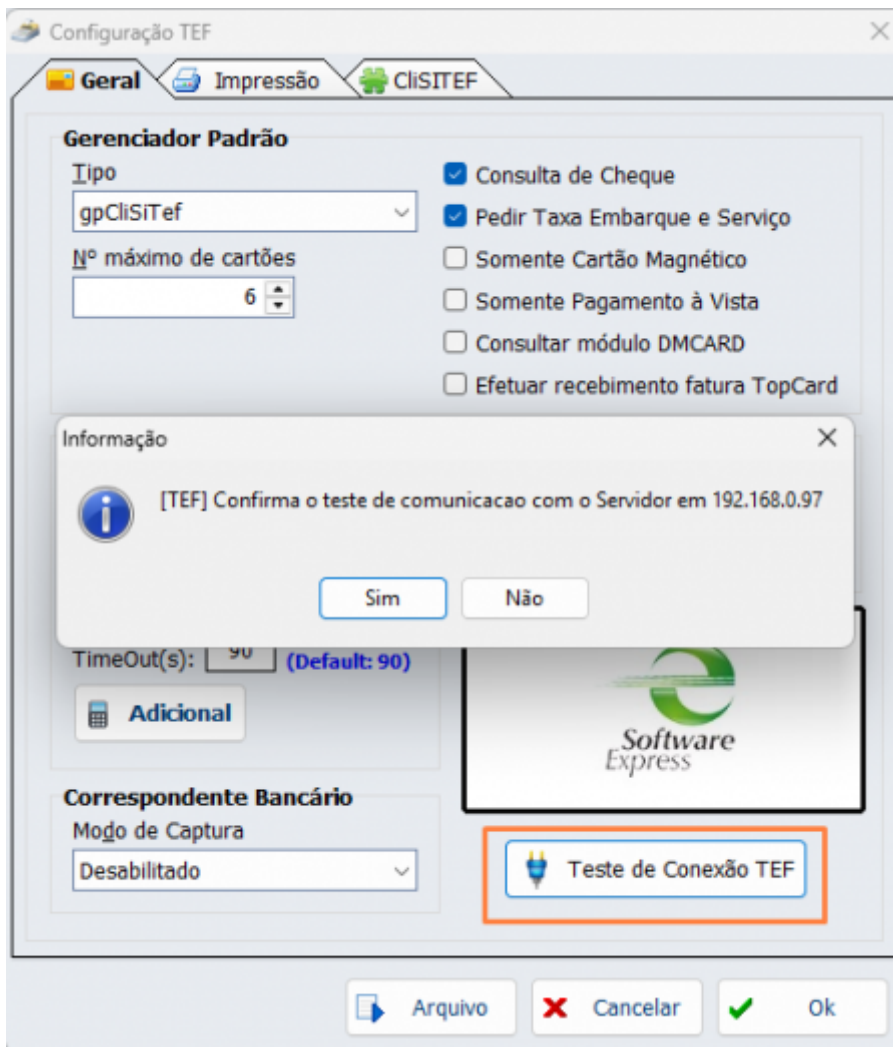 Configuração TEF
Geral
Impressão
CliSITEF
Gerenciador Padrão
Tipo
gpCliSiTef
Nº máximo de cartões
6
Consulta de Cheque
Pedir Taxa Embarque e Serviço
Somente Cartão Magnético
Somente Pagamento à Vista
Consultar módulo DMCARD
Efetuar recebimento fatura TopCard
Informação
[TEF] Confirma o teste de comunicacao com o Servidor em 192.168.0.97
Sim
Não
TimeOut(s): 90 (Default: 90)
Adicional
Software
Express
Correspondente Bancário
Modo de Captura
Desabilitado
Teste de Conexão TEF
Arquivo
Cancelar
Ok